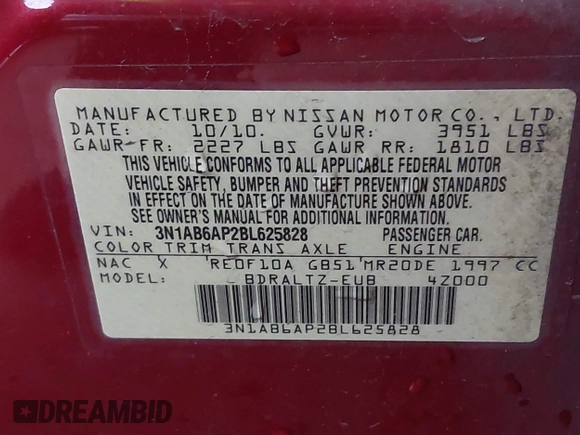 MANUFACTURED BY NISSAN MOTOR CO., LTD.
DATE: 10/10. GVWR: 3951 LBS
GAWR-FR: 2227 LBS GAWR RR: 1810 LBS
THIS VEHICLE CONFORMS TO ALL APPLICABLE FEDERAL MOTOR
VEHICLE SAFETY, BUMPER AND THEFT PREVENTION STANDARDS
IN EFFECT ON THE DATE OF MANUFACTURE SHOWN ABOVE.
SEE OWNER'S MANUAL FOR ADDITIONAL INFORMATION.
VIN: 3N1AB6AP2BL625828 PASSENGER CAR.
COLOR TRIM TRANS AXLE ENGINE
NAC X 'RE0F10A GB51'MR20DE 1997 CC
MODEL: BDRALTZ-EUB 4Z000
3N1AB6AP2BL625828
DREAMBID